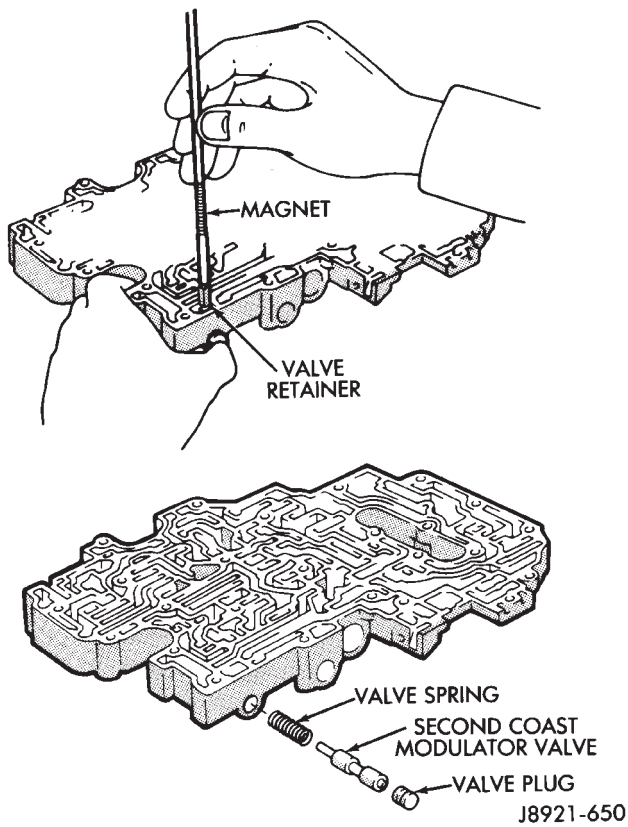 MAGNET
VALVE
RETAINER
VALVE SPRING
SECOND COAST
MODULATOR VALVE
VALVE PLUG
J8921-650